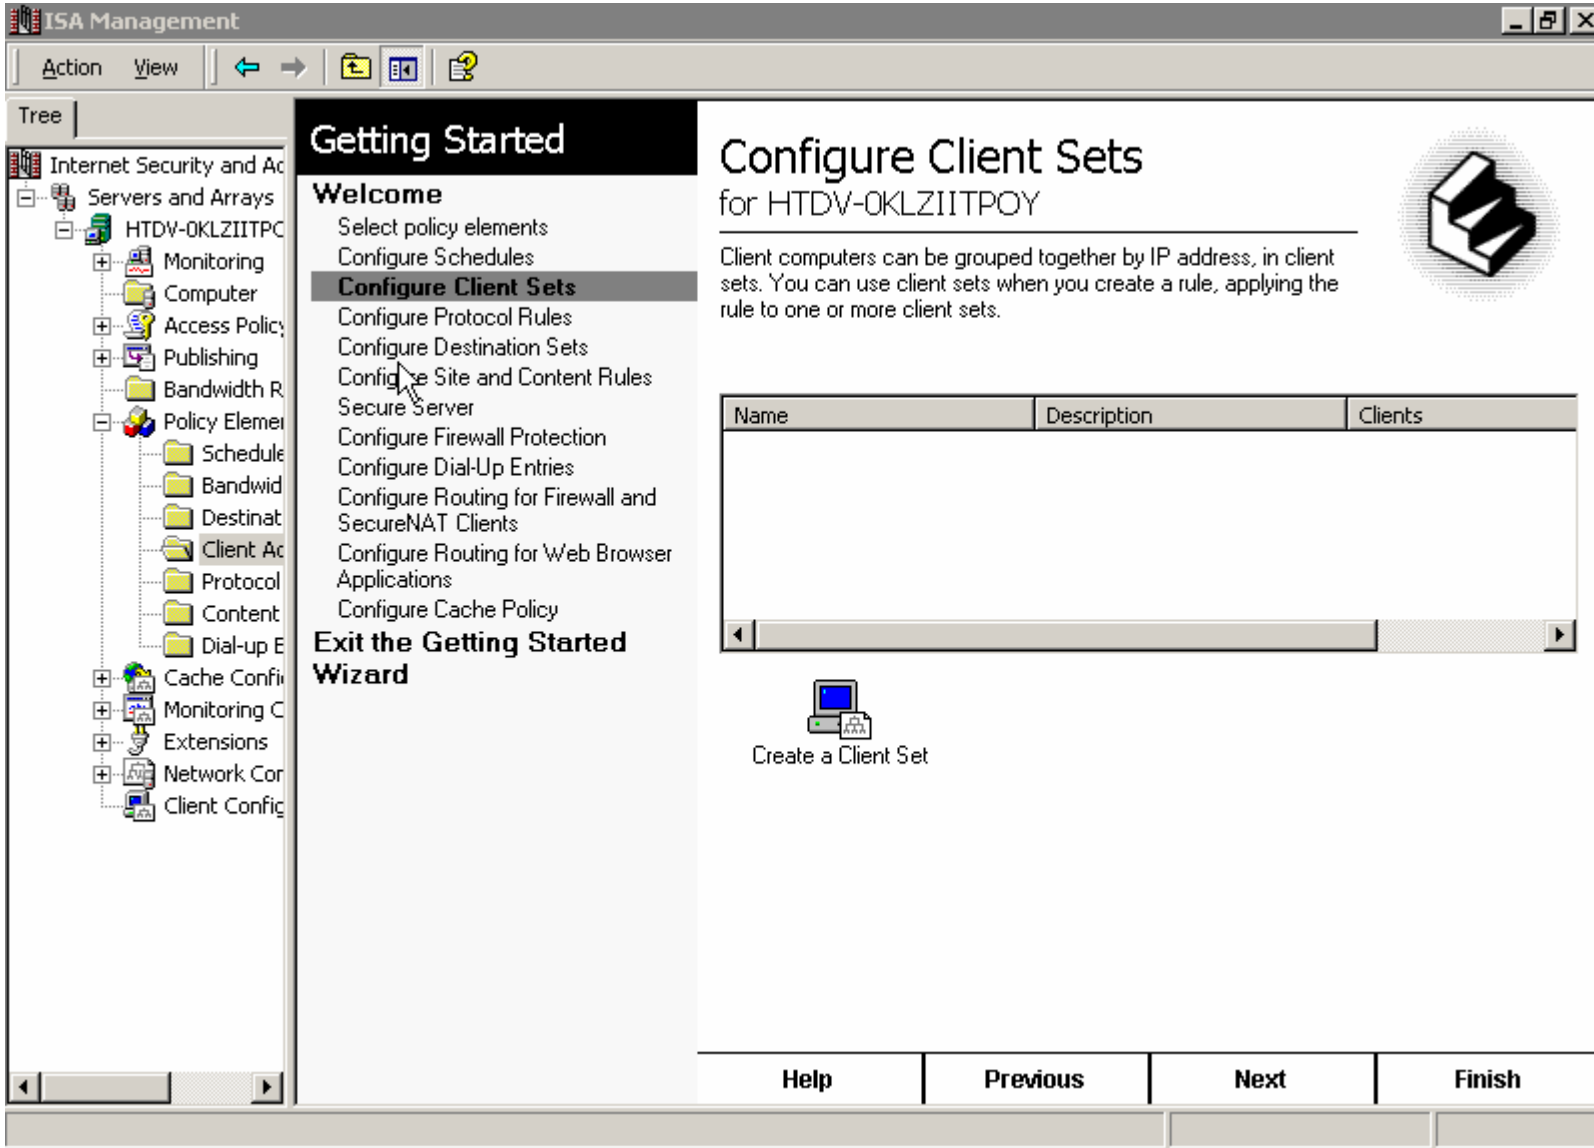 ISA Management
Action View
Tree
Internet Security and Ac
Servers and Arrays
HTDV-0KLZIITPC
Monitoring
Computer
Access Policy
Publishing
Bandwidth R
Policy Elemer
Schedule
Bandwid
Destinat
Client Ac
Protocol
Content
Dial-up E
Cache Confi
Monitoring C
Extensions
Network Cor
Client Config
Getting Started
Welcome
Select policy elements
Configure Schedules
Configure Client Sets
Configure Protocol Rules
Configure Destination Sets
Configure Site and Content Rules
Secure Server
Configure Firewall Protection
Configure Dial-Up Entries
Configure Routing for Firewall and
SecureNAT Clients
Configure Routing for Web Browser
Applications
Configure Cache Policy
Exit the Getting Started
Wizard
Configure Client Sets
for HTDV-0KLZIITPOY
Client computers can be grouped together by IP address, in client
sets. You can use client sets when you create a rule, applying the
rule to one or more client sets.
Name Description Clients
Create a Client Set
Help Previous Next Finish